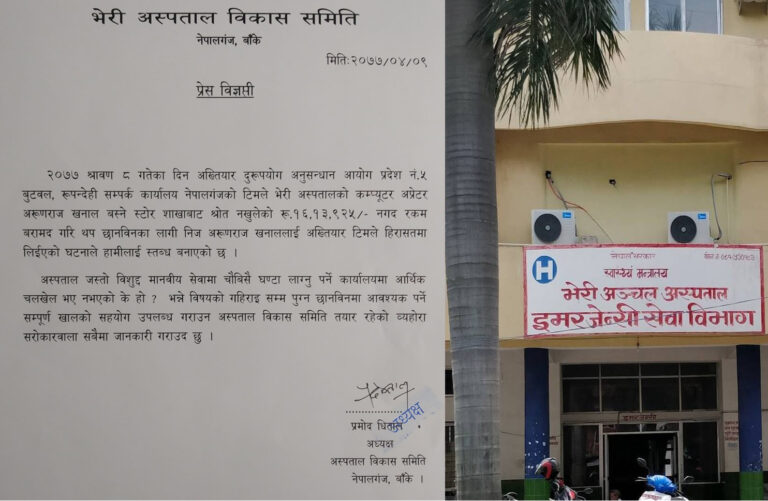 भेरी अस्पताल विकास समिति
नेपालगंज, बाँके
मितिः२०७७/०४/०९
प्रेस विज्ञप्ती
२०७७ श्रावण ८ गतेका दिन अख्तियार दुरूपयोग अनुसन्धान आयोग प्रदेश नं.५
बुटवल, रूपन्देही सम्पर्क कार्यालय नेपालगंजको टिमले भेरी अस्पतालको कम्प्यूटर अप्रेटर
अरूणराज खनाल बस्ने स्टोर शाखाबाट श्रोत नखुलेको रू.१६,१३,९२५/- नगद रकम
बरामद गरि थप छानविनका लागी निज अरूणराज खनाललाई अख्तियार टिमले हिरासतमा
लिईएको घटनाले हामीलाई स्तब्ध बनाएको छ ।
अस्पताल जस्तो विशुद्द मानवीय सेवामा चौविसै घण्टा लाग्नु पर्ने कार्यालयमा आर्थिक
चलखेल भए नभएको के हो ? भन्ने विषयको गहिराइ सम्म पुग्न छानविनमा आवश्यक पर्ने
सम्पूर्ण खालको सहयोग उपलब्ध गराउन अस्पताल विकास समिति तयार रहेको व्यहोरा
सरोकारवाला सबैमा जानकारी गराउद छु ।
अध्यक्ष
प्रमोद धिताल
अध्यक्ष
अस्पताल विकास समिति
नेपालगंज, बाँके ।
नेपाल सरकार
स्वास्थ्य मन्त्रालय
H
भेरी अञ्चल अस्पताल
इमरजेन्सी सेवा विभाग
इमरजेन्सी